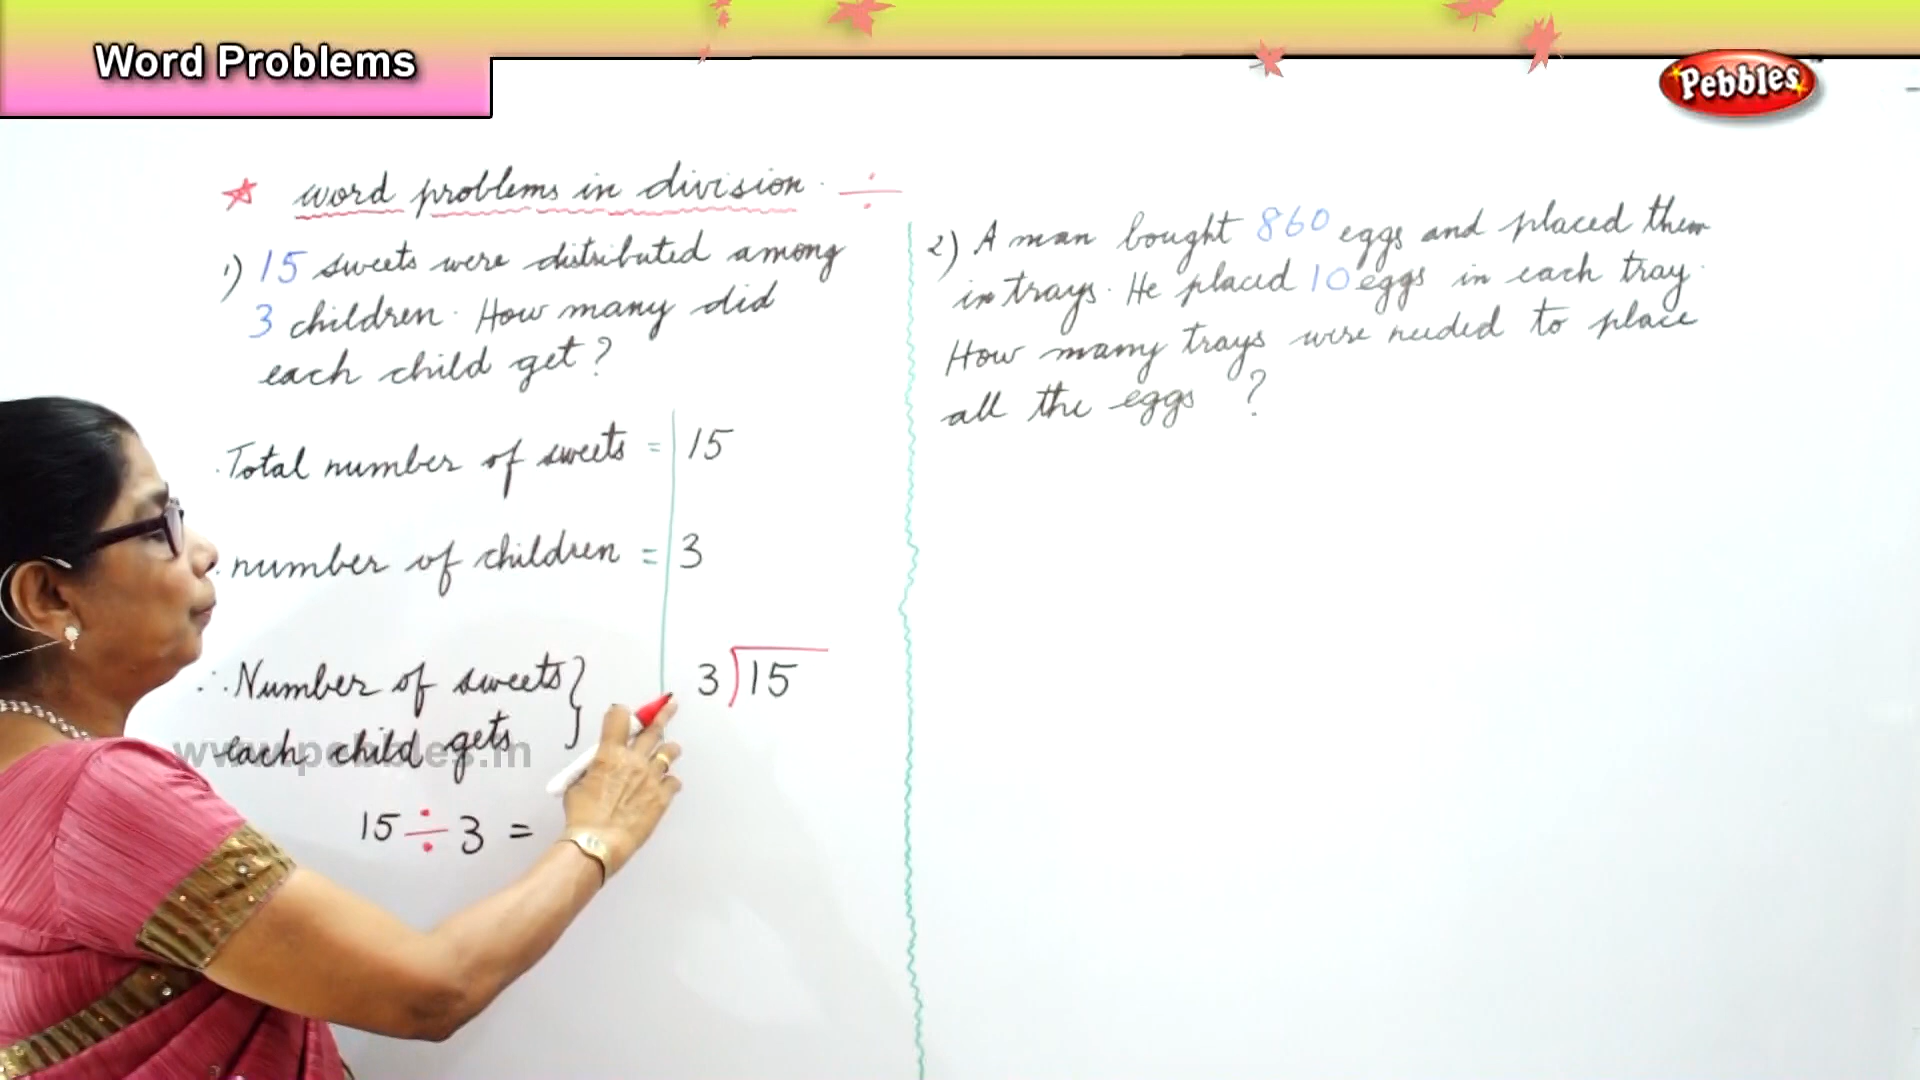 Word Problems
Pebbles
word problems in division. ÷
1) 15 sweets were distributed among
3 children. How many did
each child get?
Total number of sweets = 15
number of children = 3
∴ Number of sweets }
each child gets
3)15
15 ÷ 3 =
www.pebbles.in
2) A man bought 860 eggs and placed them
in trays. He placed 10 eggs in each tray.
How many trays were needed to place
all the eggs ?